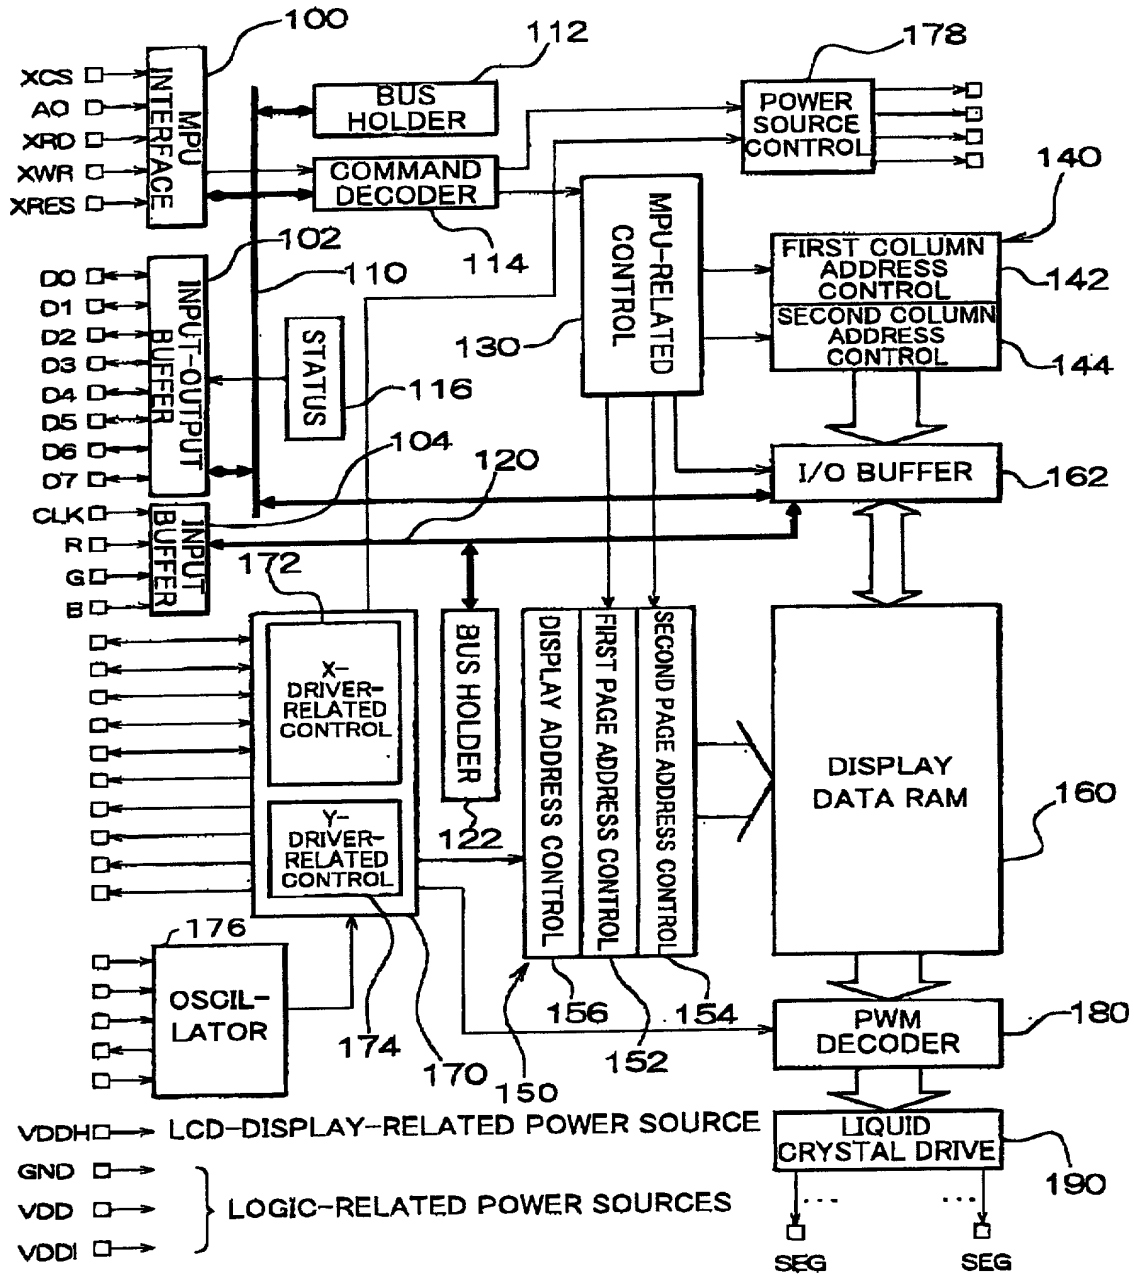 100
112
178
XCS
AO
XRD
XWR
XRES
MPU
INTERFACE
BUS
HOLDER
COMMAND
DECODER
114
POWER
SOURCE
CONTROL
140
102
110
D0
D1
D2
D3
D4
D5
D6
D7
INPUT-OUTPUT
BUFFER
STATUS
116
130
MPU-RELATED
CONTROL
FIRST COLUMN
ADDRESS
CONTROL
142
SECOND COLUMN
ADDRESS
CONTROL
144
104
120
I/O BUFFER
162
CLK
R
G
B
INPUT
BUFFER
172
X-
DRIVER-
RELATED
CONTROL
Y-
DRIVER-
RELATED
CONTROL
BUS HOLDER
122
DISPLAY ADDRESS CONTROL
FIRST PAGE ADDRESS CONTROL
SECOND PAGE ADDRESS CONTROL
DISPLAY
DATA RAM
160
176
OSCIL-
LATOR
174
170
150
156
152
154
PWM
DECODER
180
LIQUID
CRYSTAL DRIVE
190
VDDH
LCD-DISPLAY-RELATED POWER SOURCE
GND
VDD
VDDI
LOGIC-RELATED POWER SOURCES
... ...
SEG
SEG